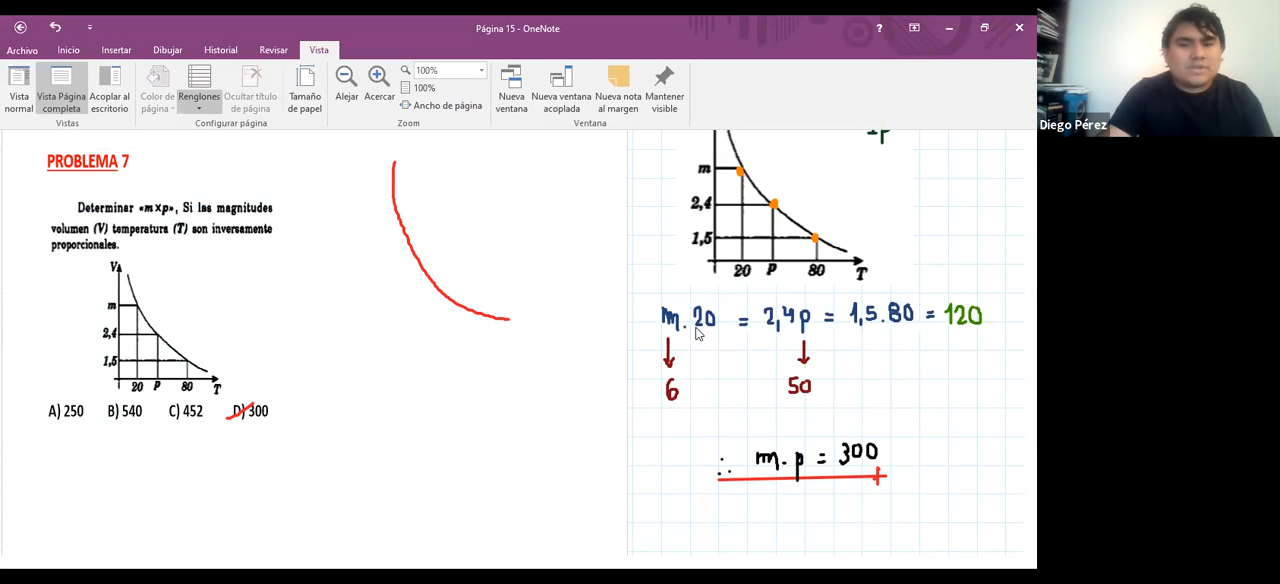 Página 15 - OneNote
?
Archivo Inicio Insertar Dibujar Historial Revisar Vista
Vista normal
Vista Página completa
Acoplar al escritorio
Vistas
Color de página
Renglones
Ocultar título de página
Tamaño de papel
Configurar página
Alejar
Acercar
100%
100%
Ancho de página
Zoom
Nueva ventana
Nueva ventana acoplada
Nueva nota al margen
Mantener visible
Ventana
Diego Pérez
PROBLEMA 7
Determinar «m×p», Si las magnitudes
volumen (V) temperatura (T) son inversamente
proporcionales.
V
m
2,4
1,5
20 P 80 T
A) 250 B) 540 C) 452 D) 300
m
2,4
1,5
20 P 80 T
m.20 = 2,4p = 1,5.80 = 120
6 50
∴ m.p = 300